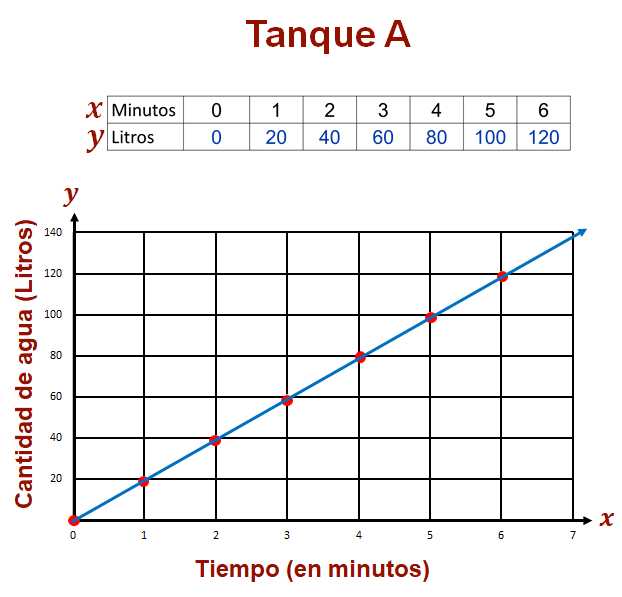 Tanque A
x Minutos 0 1 2 3 4 5 6
y Litros 0 20 40 60 80 100 120
y
Cantidad de agua (Litros)
140
120
100
80
60
40
20
x
0 1 2 3 4 5 6 7
Tiempo (en minutos)